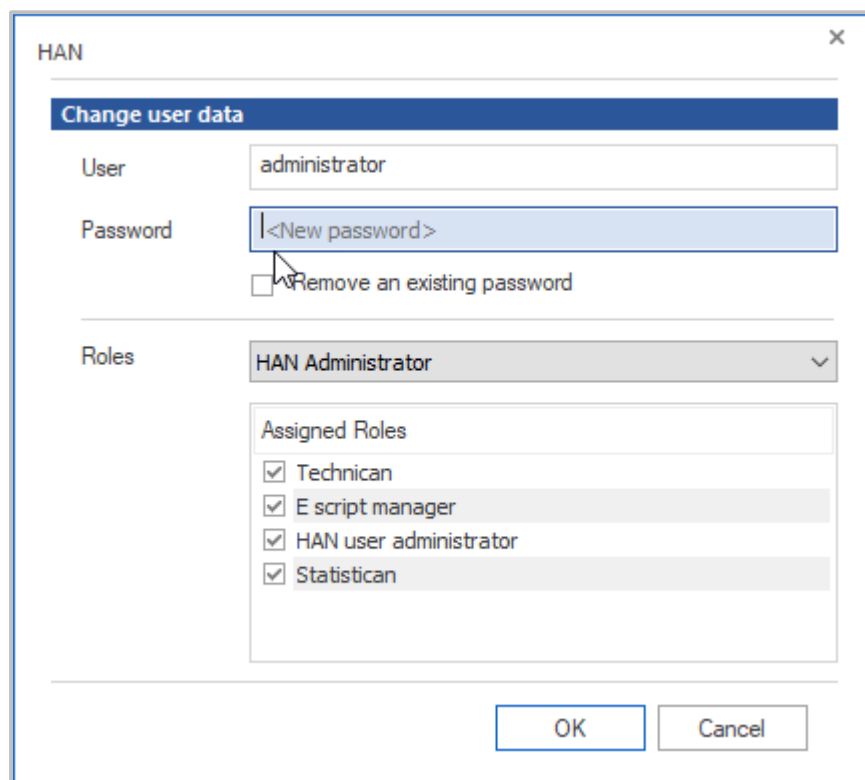 HAN
Change user data
User administrator
Password <New password>
Remove an existing password
Roles HAN Administrator
Assigned Roles
Technican
E script manager
HAN user administrator
Statistican
OK Cancel